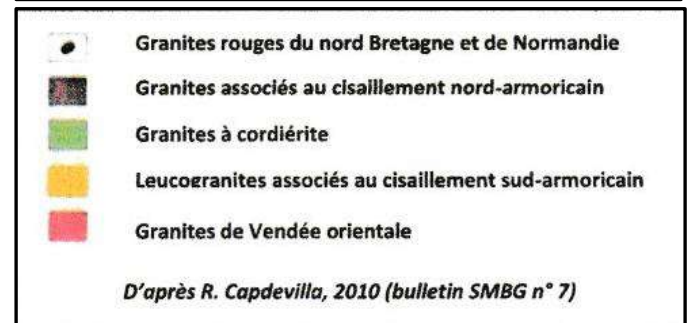 Granites rouges du nord Bretagne et de Normandie
Granites associés au cisaillement nord-armoricain
Granites à cordiérite
Leucogranites associés au cisaillement sud-armoricain
Granites de Vendée orientale
D'après R. Capdevilla, 2010 (bulletin SMBG n° 7)